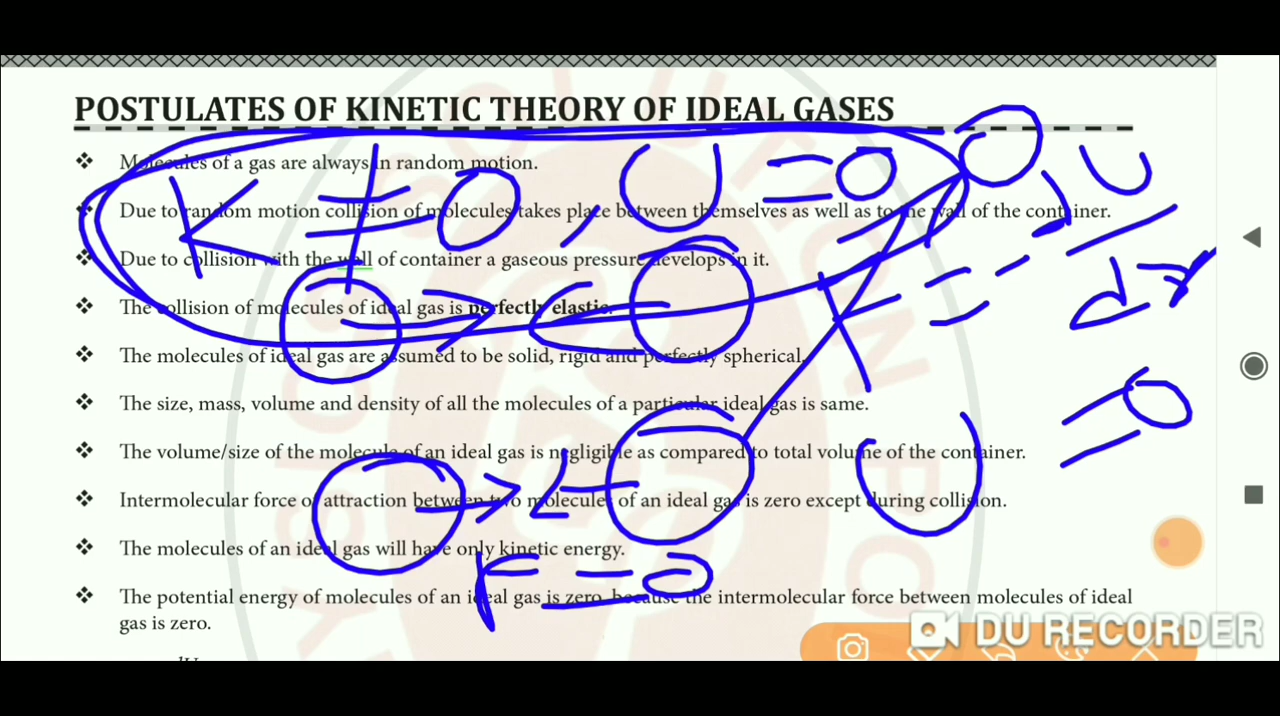 POSTULATES OF KINETIC THEORY OF IDEAL GASES
❖ Molecules of a gas are always in random motion.
K ≠ 0, U = 0
❖ Due to random motion collision of molecules takes place between themselves as well as to the wall of the container.
❖ Due to collision with the wall of container a gaseous pressure develops in it.
F = - dU
dr
❖ The collision of molecules of ideal gas is perfectly elastic.
❖ The molecules of ideal gas are assumed to be solid, rigid and perfectly spherical.
❖ The size, mass, volume and density of all the molecules of a particular ideal gas is same.
= 0
❖ The volume/size of the molecule of an ideal gas is negligible as compared to total volume of the container.
U
❖ Intermolecular force of attraction between two molecules of an ideal gas is zero except during collision.
❖ The molecules of an ideal gas will have only kinetic energy.
F = 0
❖ The potential energy of molecules of an ideal gas is zero because the intermolecular force between molecules of ideal
gas is zero.
DU RECORDER